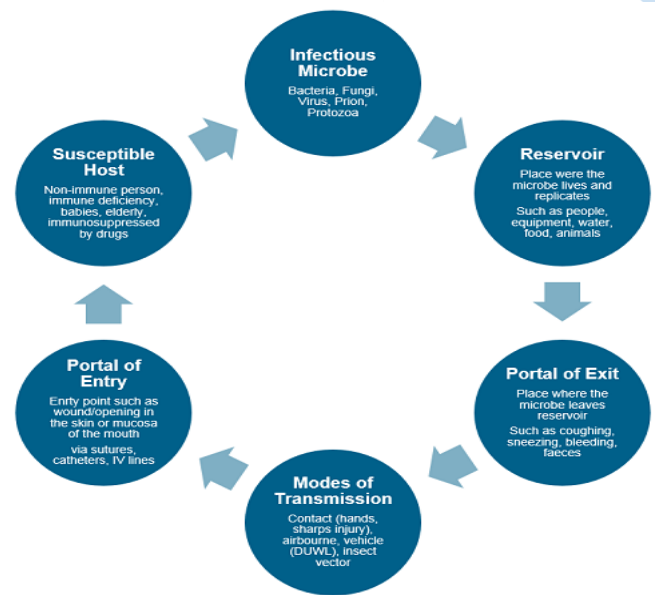 Infectious
Microbe
Bacteria, Fungi,
Virus, Prion,
Protozoa
Reservoir
Place were the
microbe lives and
replicates
Such as people,
equipment, water,
food, animals
Portal of Exit
Place where the
microbe leaves
reservoir
Such as coughing,
sneezing, bleeding,
faeces
Modes of
Transmission
Contact (hands,
sharps injury),
airbourne, vehicle
(DUWL), insect
vector
Portal of
Entry
Enrty point such as
wound/opening in
the skin or mucosa
of the mouth
via sutures,
catheters, IV lines
Susceptible
Host
Non-immune person,
immune deficiency,
babies, elderly,
immunosuppressed
by drugs